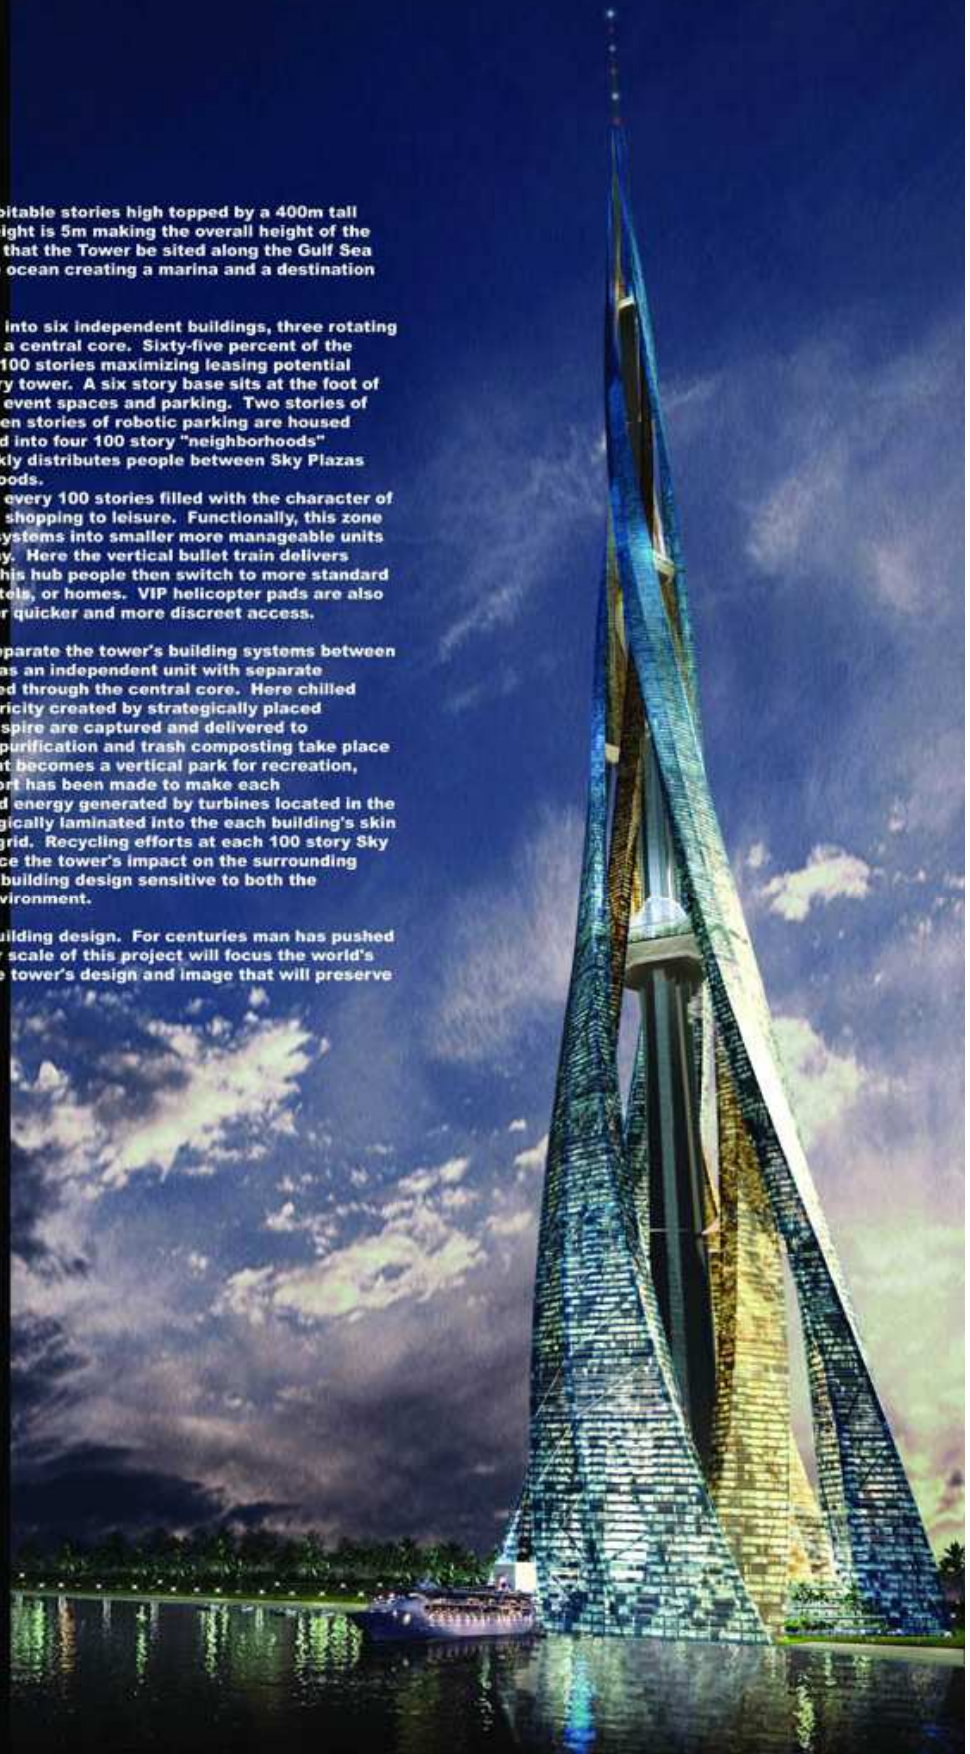 bitable stories high topped by a 400m tall
ight is 5m making the overall height of the
that the Tower be sited along the Gulf Sea
ocean creating a marina and a destination
into six independent buildings, three rotating
a central core. Sixty-five percent of the
100 stories maximizing leasing potential
ry tower. A six story base sits at the foot of
event spaces and parking. Two stories of
en stories of robotic parking are housed
d into four 100 story "neighborhoods"
kly distributes people between Sky Plazas
oods.
every 100 stories filled with the character of
shopping to leisure. Functionally, this zone
systems into smaller more manageable units
y. Here the vertical bullet train delivers
his hub people then switch to more standard
tels, or homes. VIP helicopter pads are also
r quicker and more discreet access.
eparate the tower's building systems between
as an independent unit with separate
ed through the central core. Here chilled
ricity created by strategically placed
spire are captured and delivered to
purification and trash composting take place
at becomes a vertical park for recreation,
ort has been made to make each
d energy generated by turbines located in the
gically laminated into the each building's skin
grid. Recycling efforts at each 100 story Sky
ce the tower's impact on the surrounding
building design sensitive to both the
vironment.
uilding design. For centuries man has pushed
r scale of this project will focus the world's
e tower's design and image that will preserve